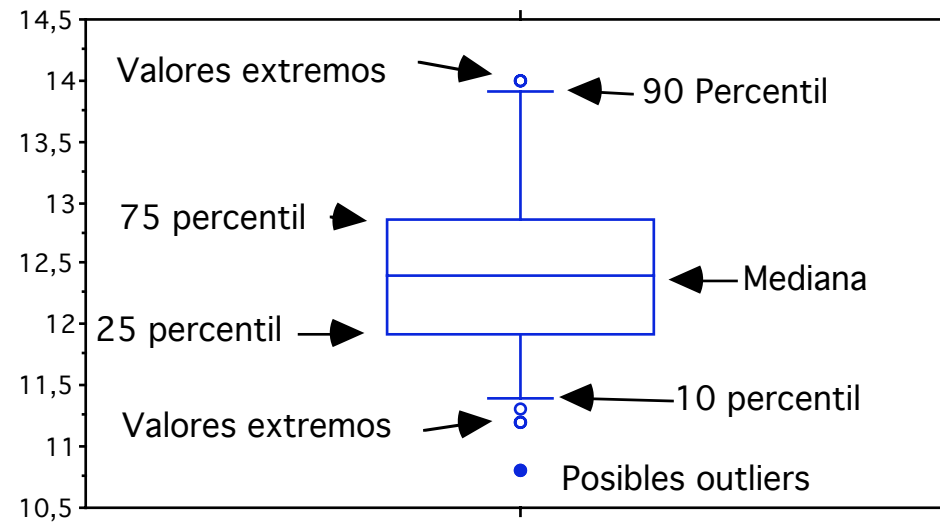 14,5
Valores extremos
14
90 Percentil
13,5
13
75 percentil
12,5
Mediana
12
25 percentil
11,5
10 percentil
Valores extremos
11
Posibles outliers
10,5